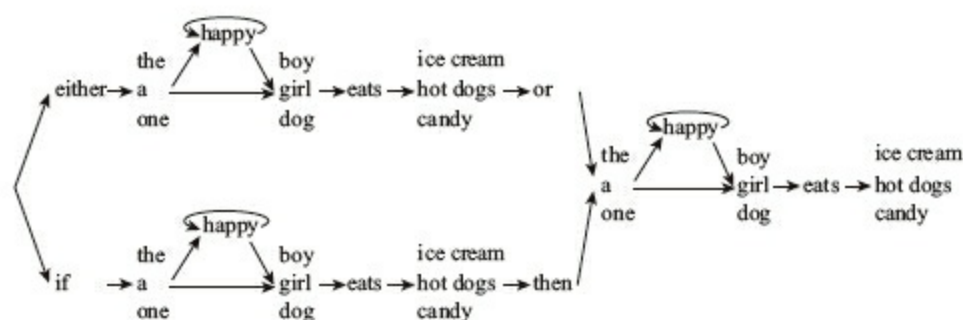 happy
the boy ice cream
either a girl eats hot dogs or
one dog candy
happy
the boy ice cream
a girl eats hot dogs
one dog candy
happy
the boy ice cream
if a girl eats hot dogs then
one dog candy